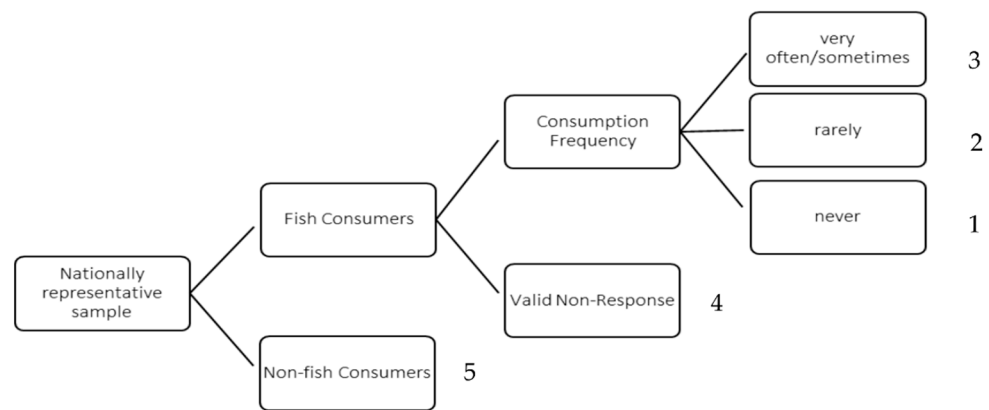 very
often/sometimes
3
Consumption
Frequency
rarely
2
Fish Consumers
never
1
Nationally
representative
sample
Valid Non-Response
4
Non-fish Consumers
5